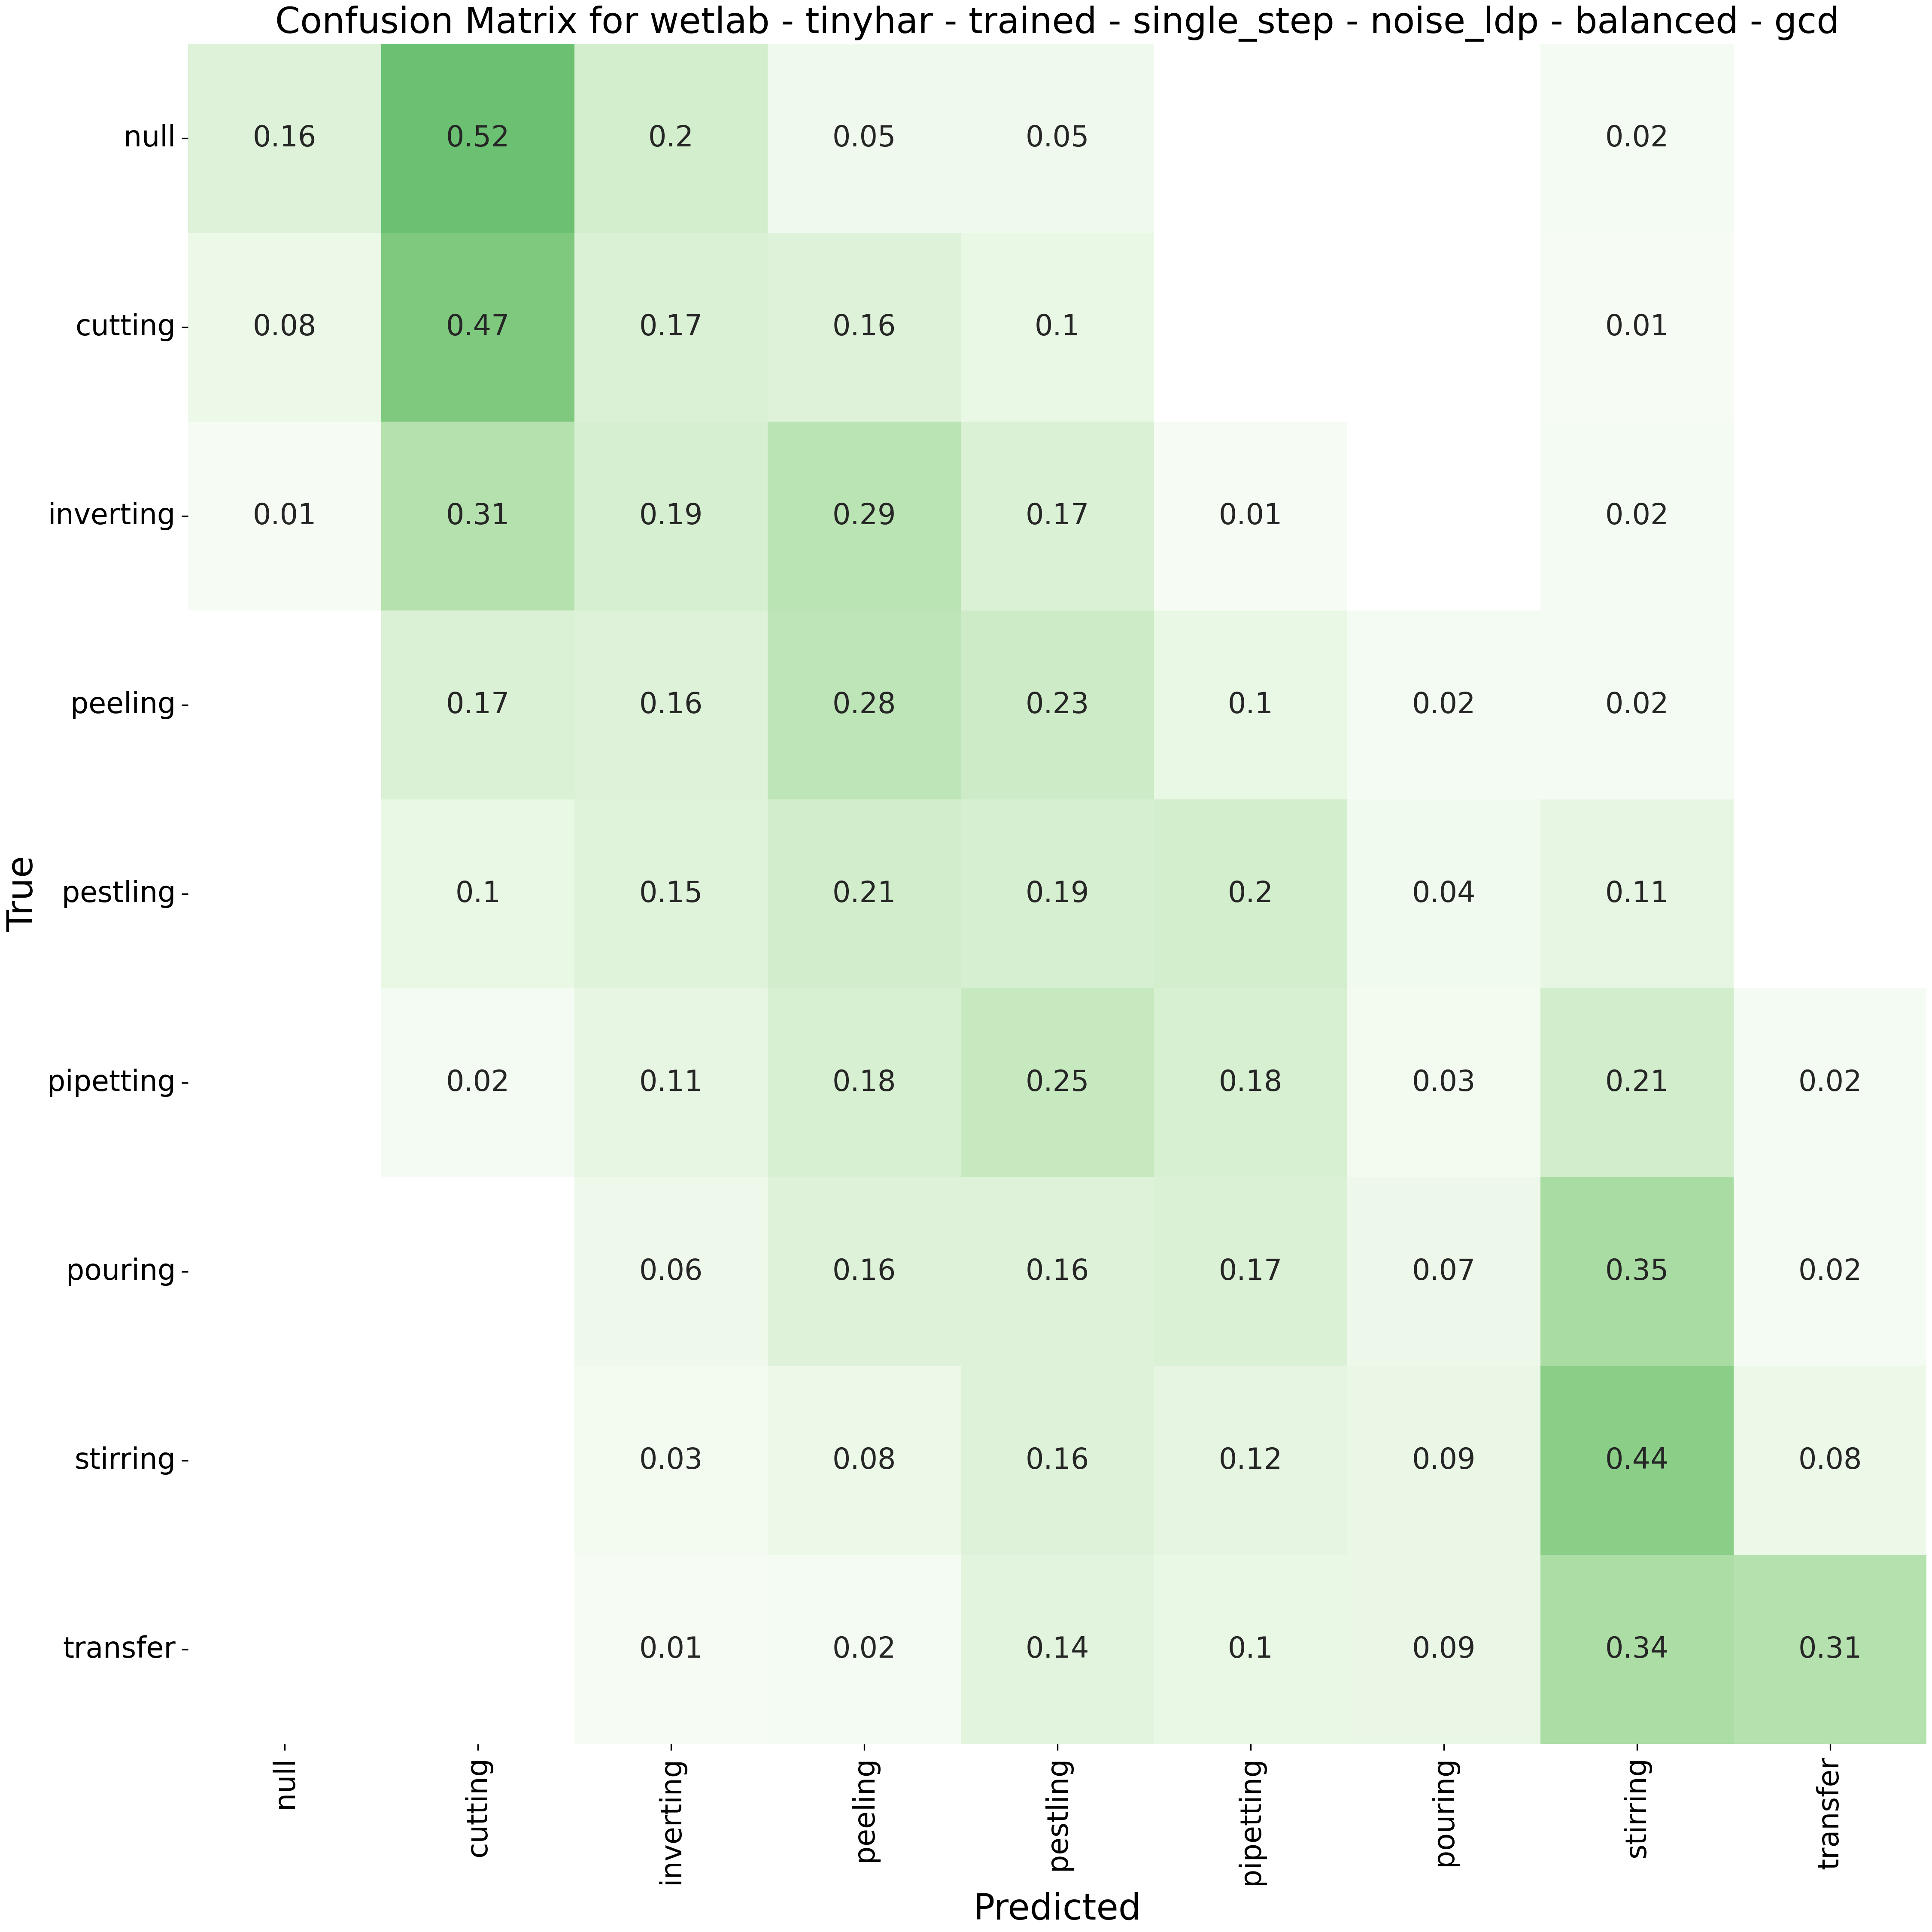 Confusion Matrix for wetlab - tinyhar - trained - single_step - noise_ldp - balanced - gcd
null 0.16 0.52 0.2 0.05 0.05 0.02
cutting 0.08 0.47 0.17 0.16 0.1 0.01
inverting 0.01 0.31 0.19 0.29 0.17 0.01 0.02
peeling 0.17 0.16 0.28 0.23 0.1 0.02 0.02
pestling 0.1 0.15 0.21 0.19 0.2 0.04 0.11
pipetting 0.02 0.11 0.18 0.25 0.18 0.03 0.21 0.02
pouring 0.06 0.16 0.16 0.17 0.07 0.35 0.02
stirring 0.03 0.08 0.16 0.12 0.09 0.44 0.08
transfer 0.01 0.02 0.14 0.1 0.09 0.34 0.31
True
null cutting inverting peeling pestling pipetting pouring stirring transfer
Predicted